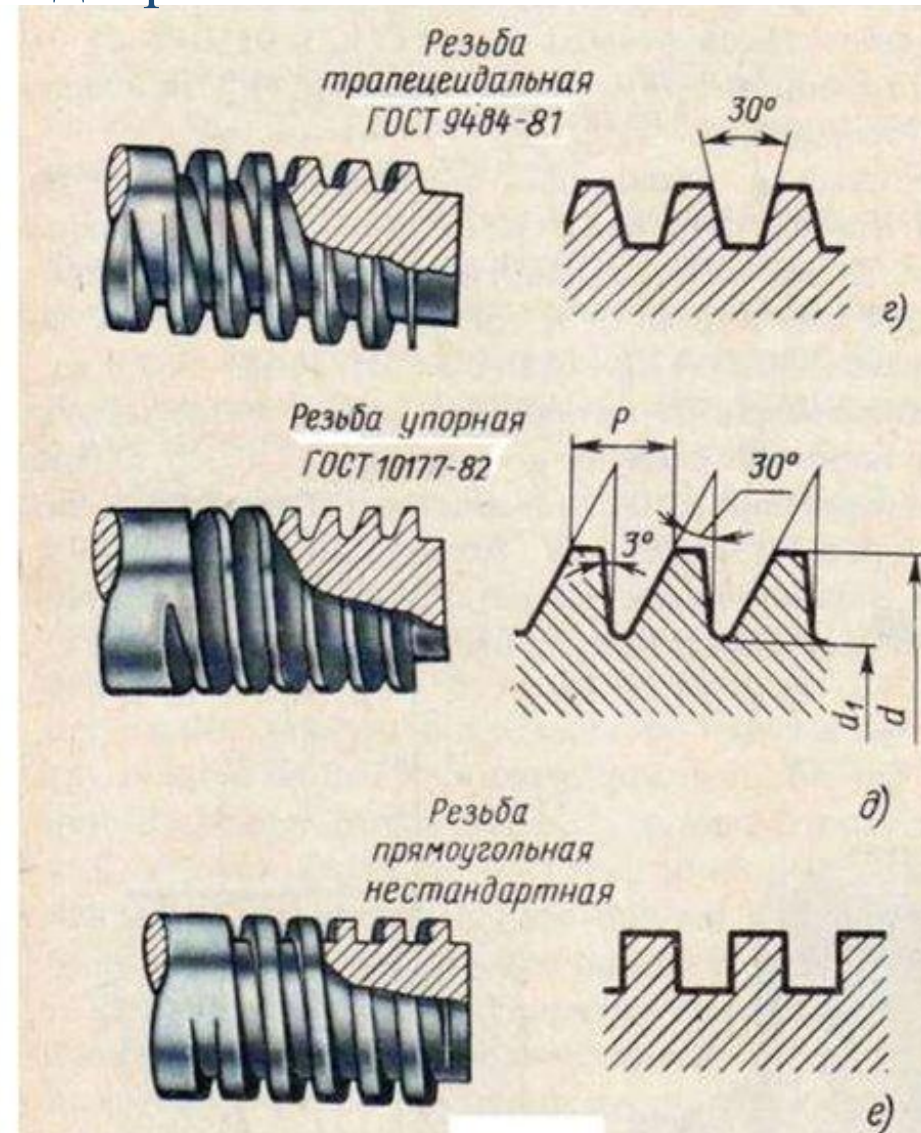 Резьба
трапецеидальная
ГОСТ 9484-81
30°
г)
Резьба упорная
ГОСТ 10177-82
P
30°
3°
d₁
d
д)
Резьба
прямоугольная
нестандартная
е)